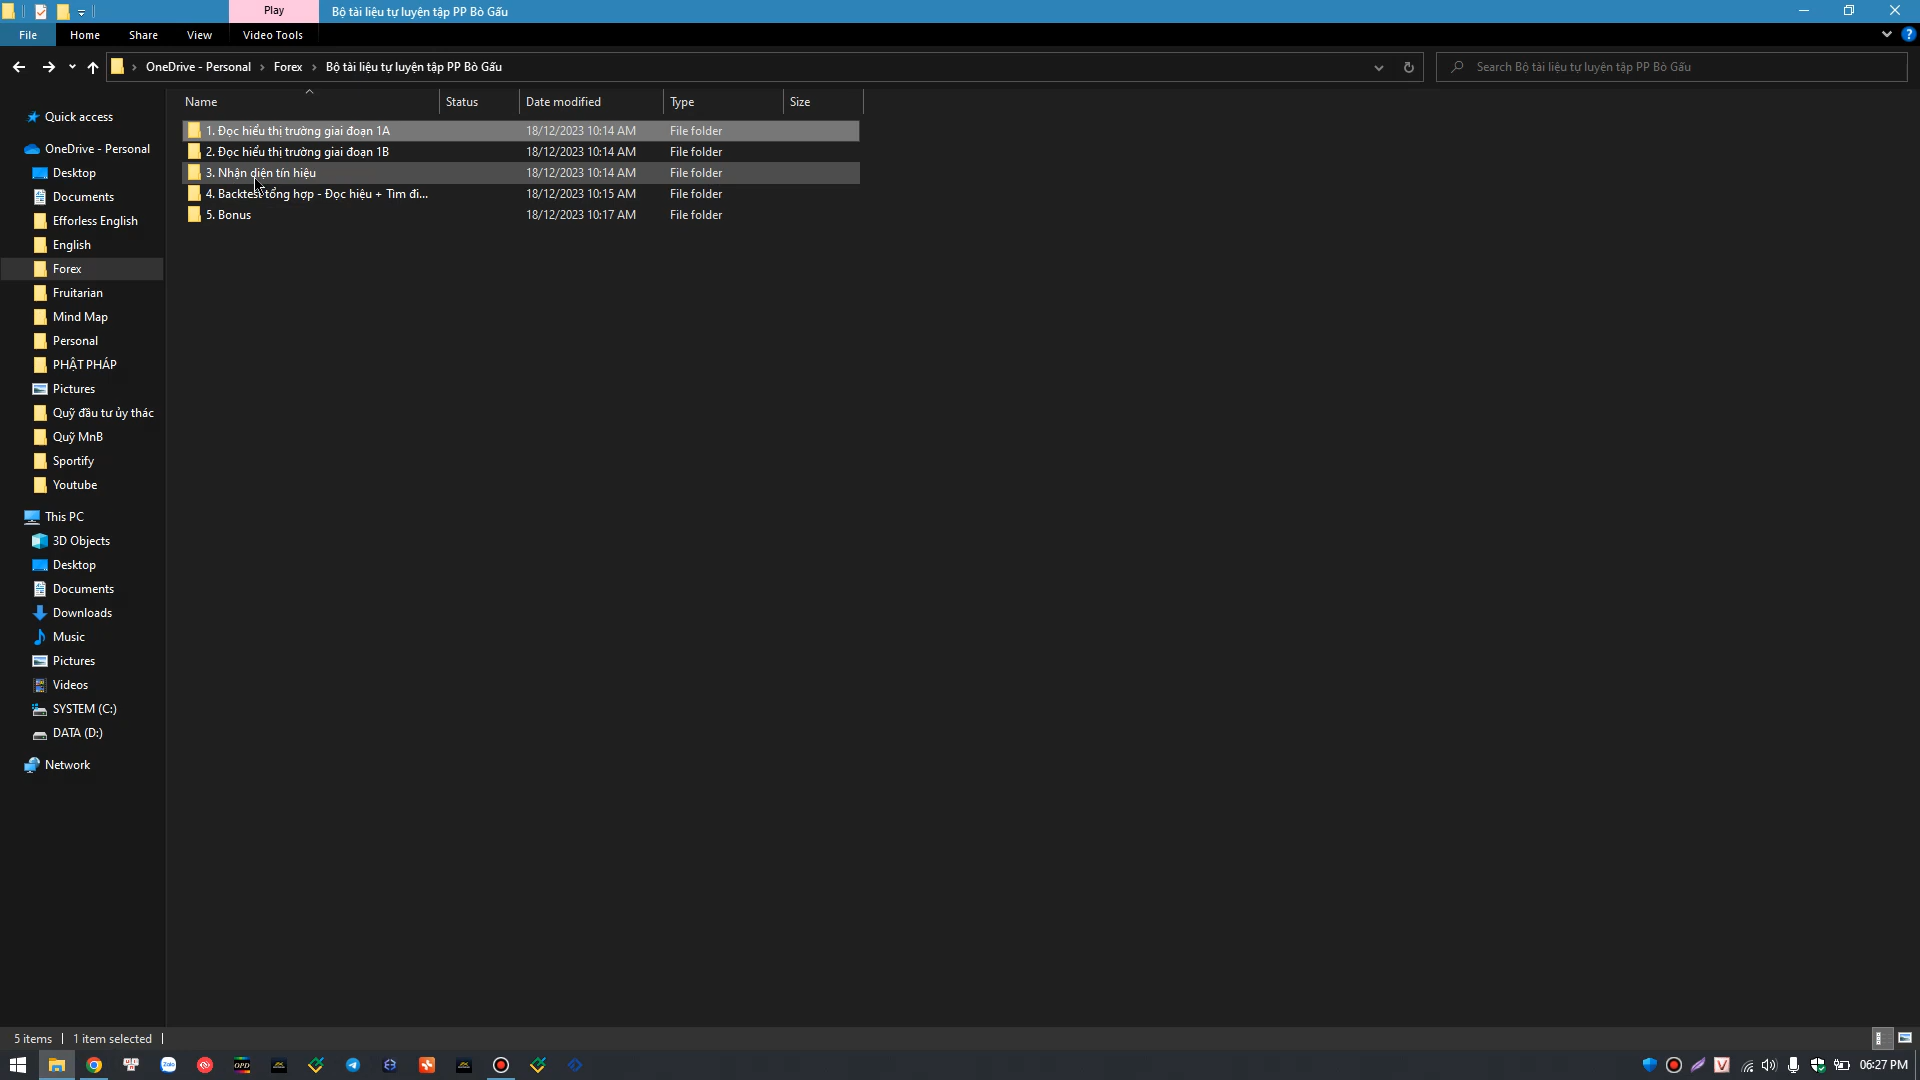 Play
Bộ tài liệu tự luyện tập PP Bò Gấu
File
Home
Share
View
Video Tools
OneDrive - Personal
Forex
Bộ tài liệu tự luyện tập PP Bò Gấu
Search Bộ tài liệu tự luyện tập PP Bò Gấu
Name
Status
Date modified
Type
Size
1. Đọc hiểu thị trường giai đoạn 1A 18/12/2023 10:14 AM File folder
2. Đọc hiểu thị trường giai đoạn 1B 18/12/2023 10:14 AM File folder
3. Nhận diện tín hiệu 18/12/2023 10:14 AM File folder
4. Backtest tổng hợp - Đọc hiệu + Tìm đi... 18/12/2023 10:15 AM File folder
5. Bonus 18/12/2023 10:17 AM File folder
Quick access
OneDrive - Personal
Desktop
Documents
Efforless English
English
Forex
Fruitarian
Mind Map
Personal
PHẬT PHÁP
Pictures
Quỹ đầu tư ủy thác
Quỹ MnB
Sportify
Youtube
This PC
3D Objects
Desktop
Documents
Downloads
Music
Pictures
Videos
SYSTEM (C:)
DATA (D:)
Network
5 items
1 item selected
Zalo
OPD
V
06:27 PM